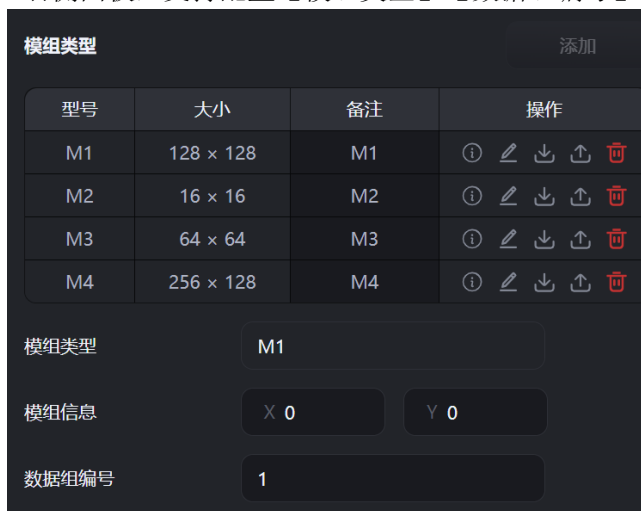 模组类型 添加
型号 大小 备注 操作
M1 128 × 128 M1
M2 16 × 16 M2
M3 64 × 64 M3
M4 256 × 128 M4
模组类型 M1
模组信息 X 0 Y 0
数据组编号 1